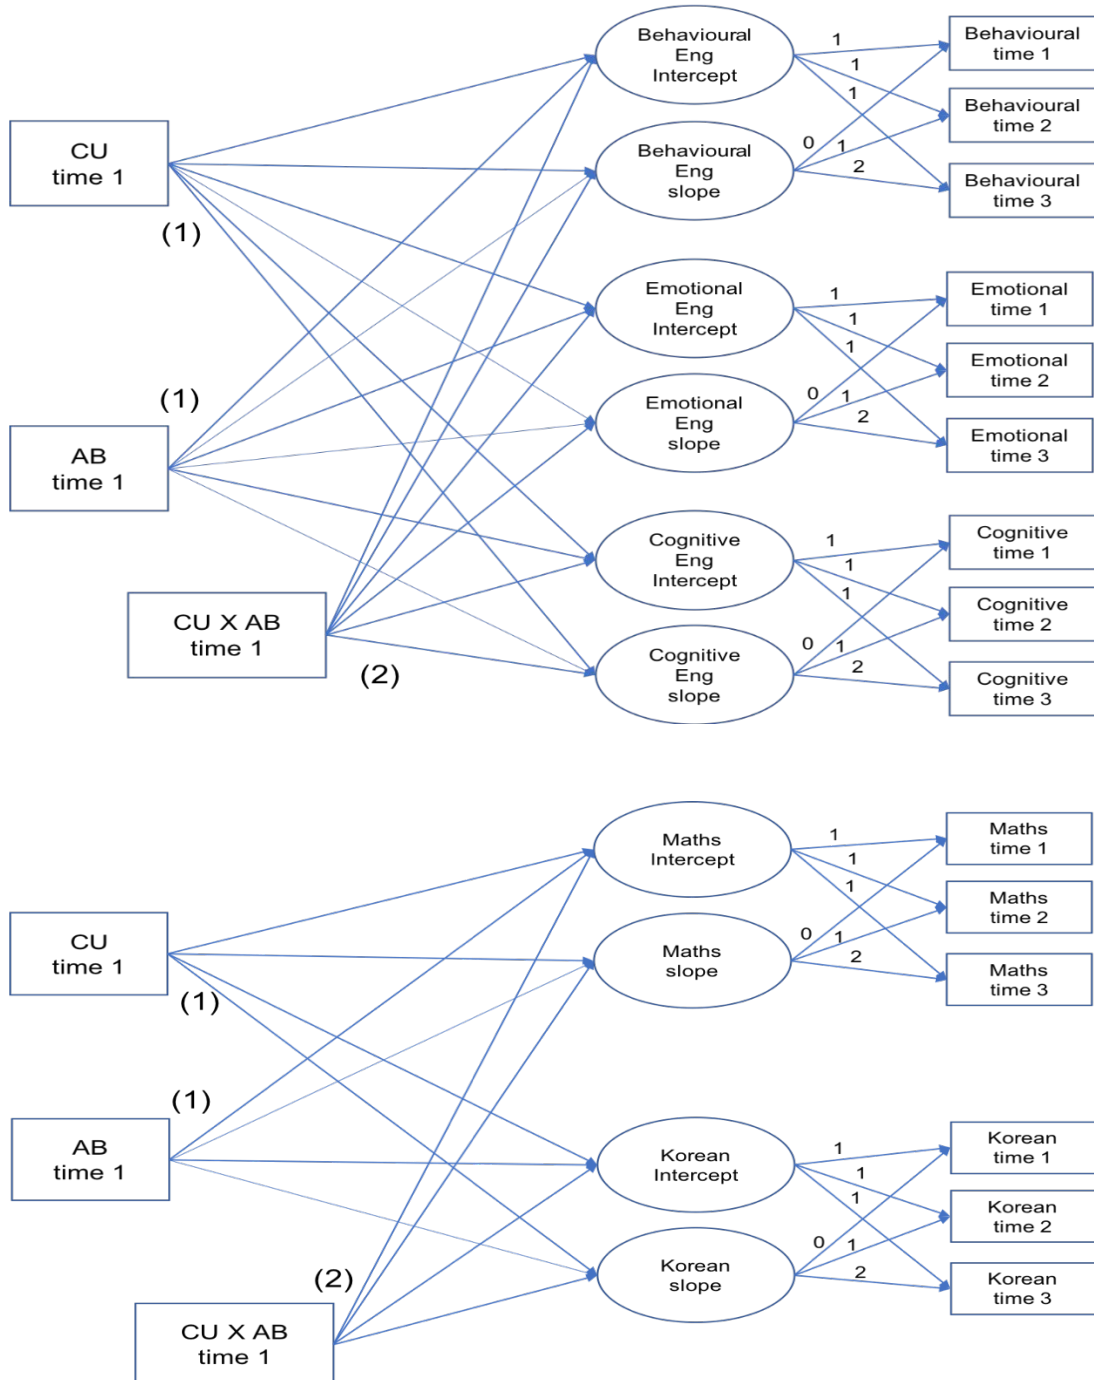 Behavioural
Eng
Intercept
1
Behavioural
time 1
1
1
Behavioural
time 2
CU
time 1
Behavioural
Eng
slope
0
1
2
Behavioural
time 3
(1)
Emotional
Eng
Intercept
1
Emotional
time 1
1
1
Emotional
time 2
(1)
Emotional
Eng
slope
0
1
2
Emotional
time 3
AB
time 1
Cognitive
Eng
Intercept
1
Cognitive
time 1
1
1
Cognitive
time 2
CU X AB
time 1
(2)
Cognitive
Eng
slope
0
1
2
Cognitive
time 3
Maths
Intercept
1
Maths
time 1
1
1
Maths
time 2
CU
time 1
Maths
slope
0
1
2
Maths
time 3
(1)
(1)
AB
time 1
Korean
Intercept
1
Korean
time 1
1
1
Korean
time 2
(2)
Korean
slope
0
1
2
Korean
time 3
CU X AB
time 1